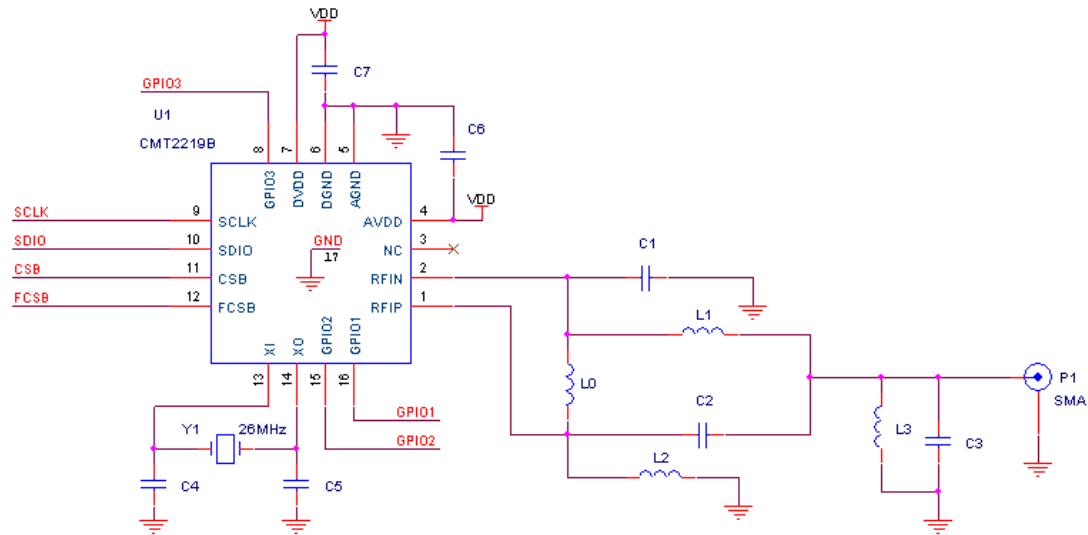 VDD
C7
GPIO3
U1
C6
CMT2219B
8
7
6
5
GPIO3
DVDD
DGND
AGND
VDD
SCLK
9
SCLK
AVDD
4
SDIO
10
SDIO
GND
NC
3
17
C1
CSB
11
CSB
RFIN
2
FCSB
12
FCSB
RFIP
1
L1
XI
XO
GPIO2
GPIO1
13
14
15
16
L0
P1
SMA
C2
GPIO1
Y1
26MHz
GPIO2
L3
C3
L2
C4
C5